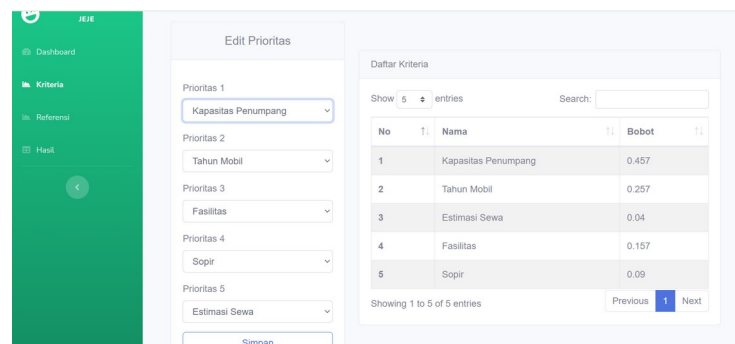 JEJE
Dashboard
Kriteria
Referensi
Hasil
Edit Prioritas
Prioritas 1
Kapasitas Penumpang
Prioritas 2
Tahun Mobil
Prioritas 3
Fasilitas
Prioritas 4
Sopir
Prioritas 5
Estimasi Sewa
Simpan
Daftar Kriteria
Show 5 entries Search:
No Nama Bobot
1 Kapasitas Penumpang 0.457
2 Tahun Mobil 0.257
3 Estimasi Sewa 0.04
4 Fasilitas 0.157
5 Sopir 0.09
Showing 1 to 5 of 5 entries Previous 1 Next